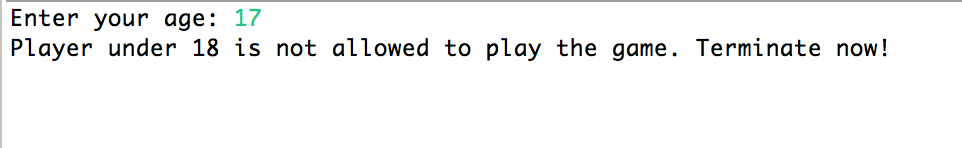 Enter your age: 17
Player under 18 is not allowed to play the game. Terminate now!